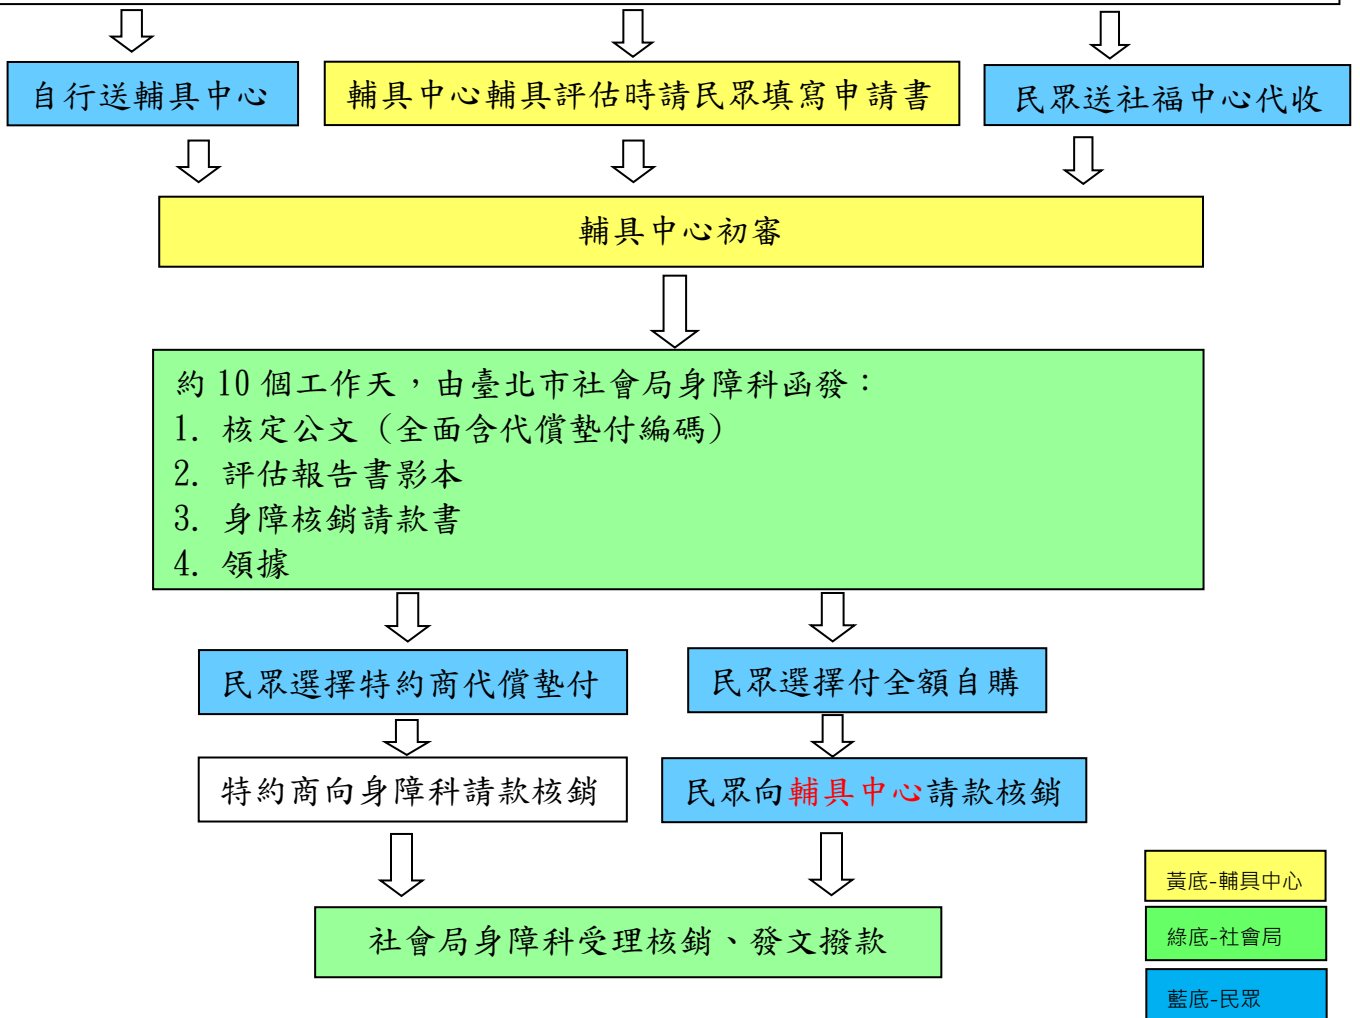 自行送輔具中心
輔具中心輔具評估時請民眾填寫申請書
民眾送社福中心代收
輔具中心初審
約 10 個工作天，由臺北市社會局身障科函發：
1. 核定公文（全面含代償墊付編碼）
2. 評估報告書影本
3. 身障核銷請款書
4. 領據
民眾選擇特約商代償墊付
民眾選擇付全額自購
特約商向身障科請款核銷
民眾向輔具中心請款核銷
社會局身障科受理核銷、發文撥款
黃底-輔具中心
綠底-社會局
藍底-民眾